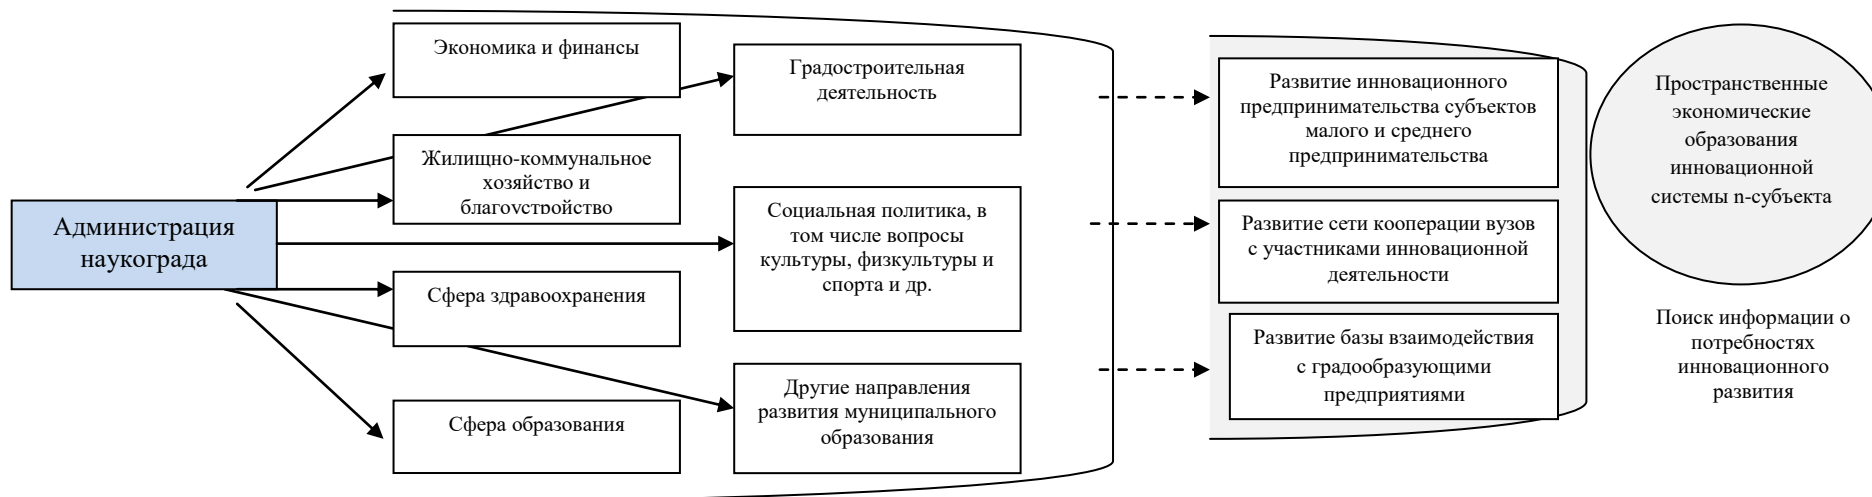 Администрация
наукограда
Экономика и финансы
Жилищно-коммунальное
хозяйство и
благоустройство
Сфера здравоохранения
Сфера образования
Градостроительная
деятельность
Социальная политика, в
том числе вопросы
культуры, физкультуры и
спорта и др.
Другие направления
развития муниципального
образования
Развитие инновационного
предпринимательства субъектов
малого и среднего
предпринимательства
Развитие сети кооперации вузов
с участниками инновационной
деятельности
Развитие базы взаимодействия
с градообразующими
предприятиями
Пространственные
экономические
образования
инновационной
системы n-субъекта
Поиск информации о
потребностях
инновационного
развития